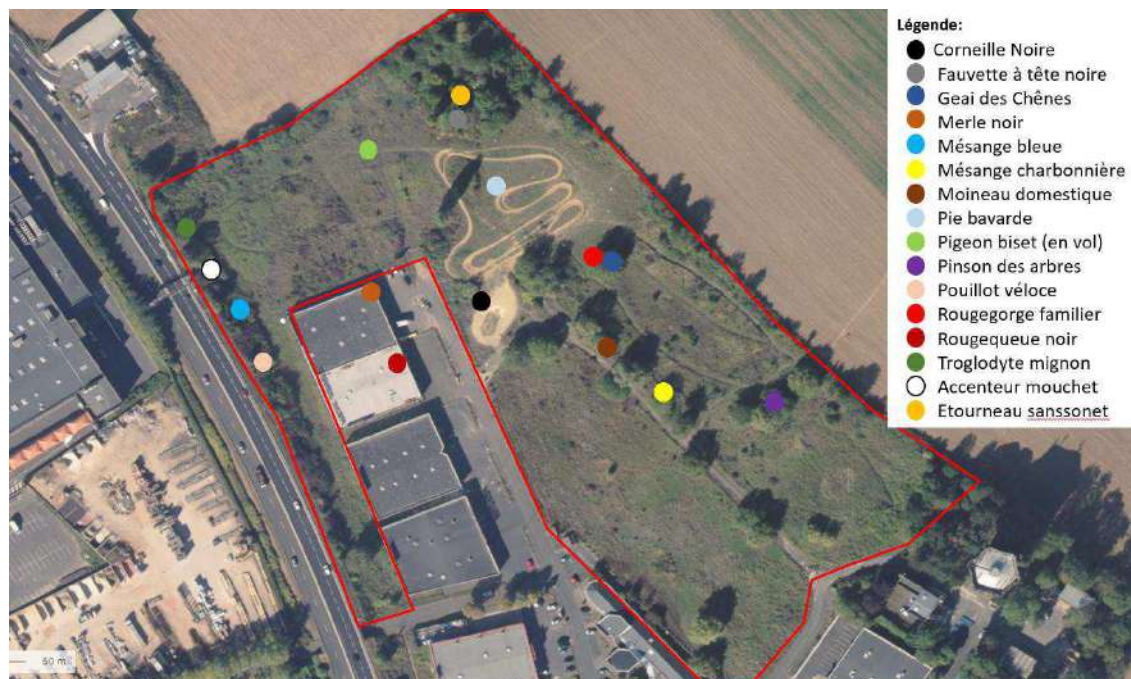 Légende:
Corneille Noire
Fauvette à tête noire
Geai des Chênes
Merle noir
Mésange bleue
Mésange charbonnière
Moineau domestique
Pie bavarde
Pigeon biset (en vol)
Pinson des arbres
Pouillot véloce
Rougegorge familier
Rougequeue noir
Troglodyte mignon
Accenteur mouchet
Etourneau sanssonet
50 m